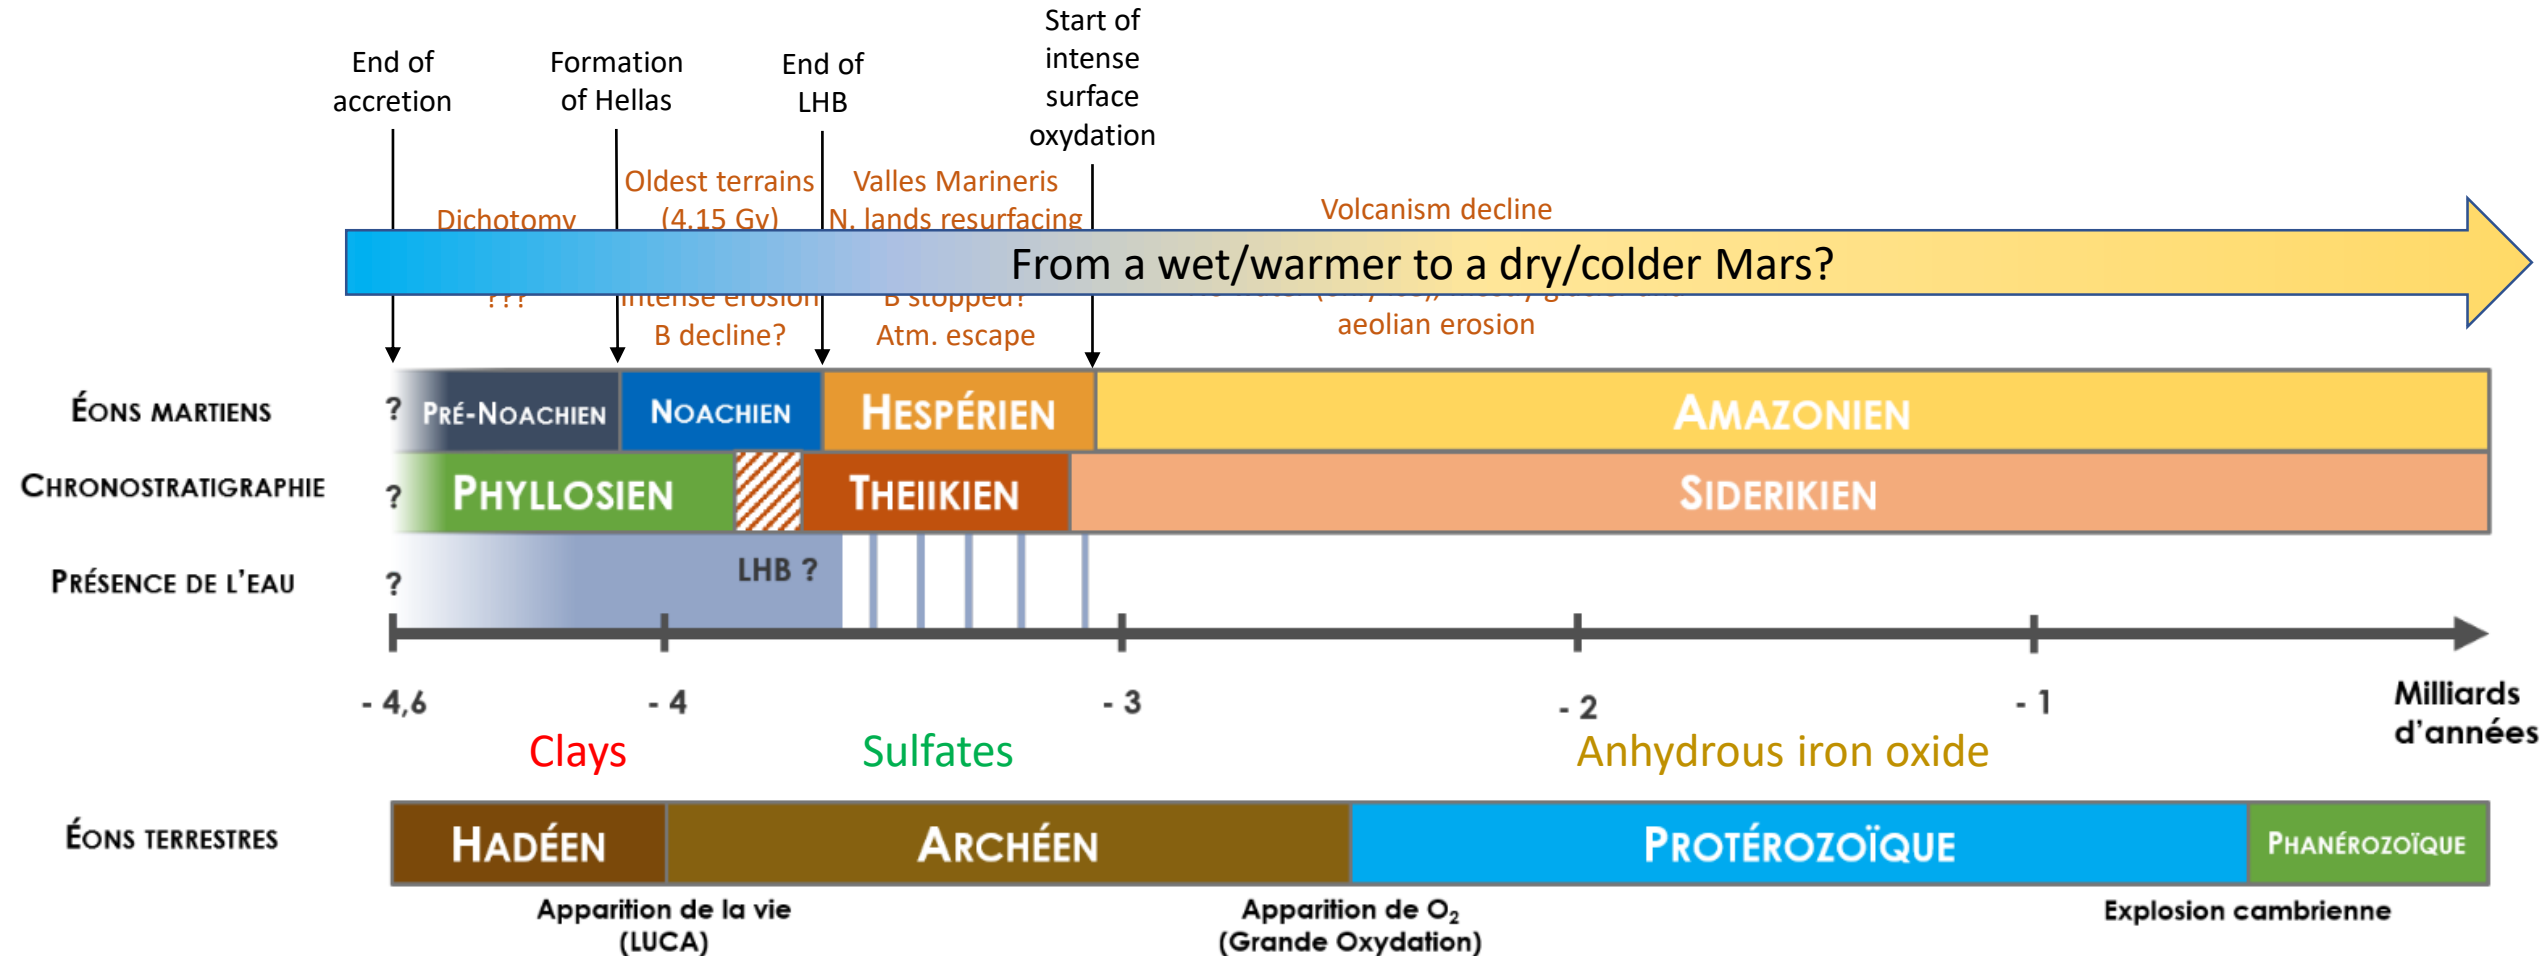 End of
accretion
Formation
of Hellas
End of
LHB
Start of
intense
surface
oxydation
Dichotomy
???
Oldest terrains
(4.15 Gy)
intense erosion
B decline?
Valles Marineris
N. lands resurfacing
B stopped?
Atm. escape
Volcanism decline
aeolian erosion
From a wet/warmer to a dry/colder Mars?
ÉONS MARTIENS
?
PRÉ-NOACHIEN
NOACHIEN
HESPÉRIEN
AMAZONIEN
CHRONOSTRATIGRAPHIE
?
PHYLLOSIEN
THEIIKIEN
SIDERIKIEN
PRÉSENCE DE L'EAU
?
LHB ?
- 4,6
- 4
- 3
- 2
- 1
Milliards
d'années
Clays
Sulfates
Anhydrous iron oxide
ÉONS TERRESTRES
HADÉEN
ARCHÉEN
PROTÉROZOÏQUE
PHANÉROZOÏQUE
Apparition de la vie
(LUCA)
Apparition de O₂
(Grande Oxydation)
Explosion cambrienne